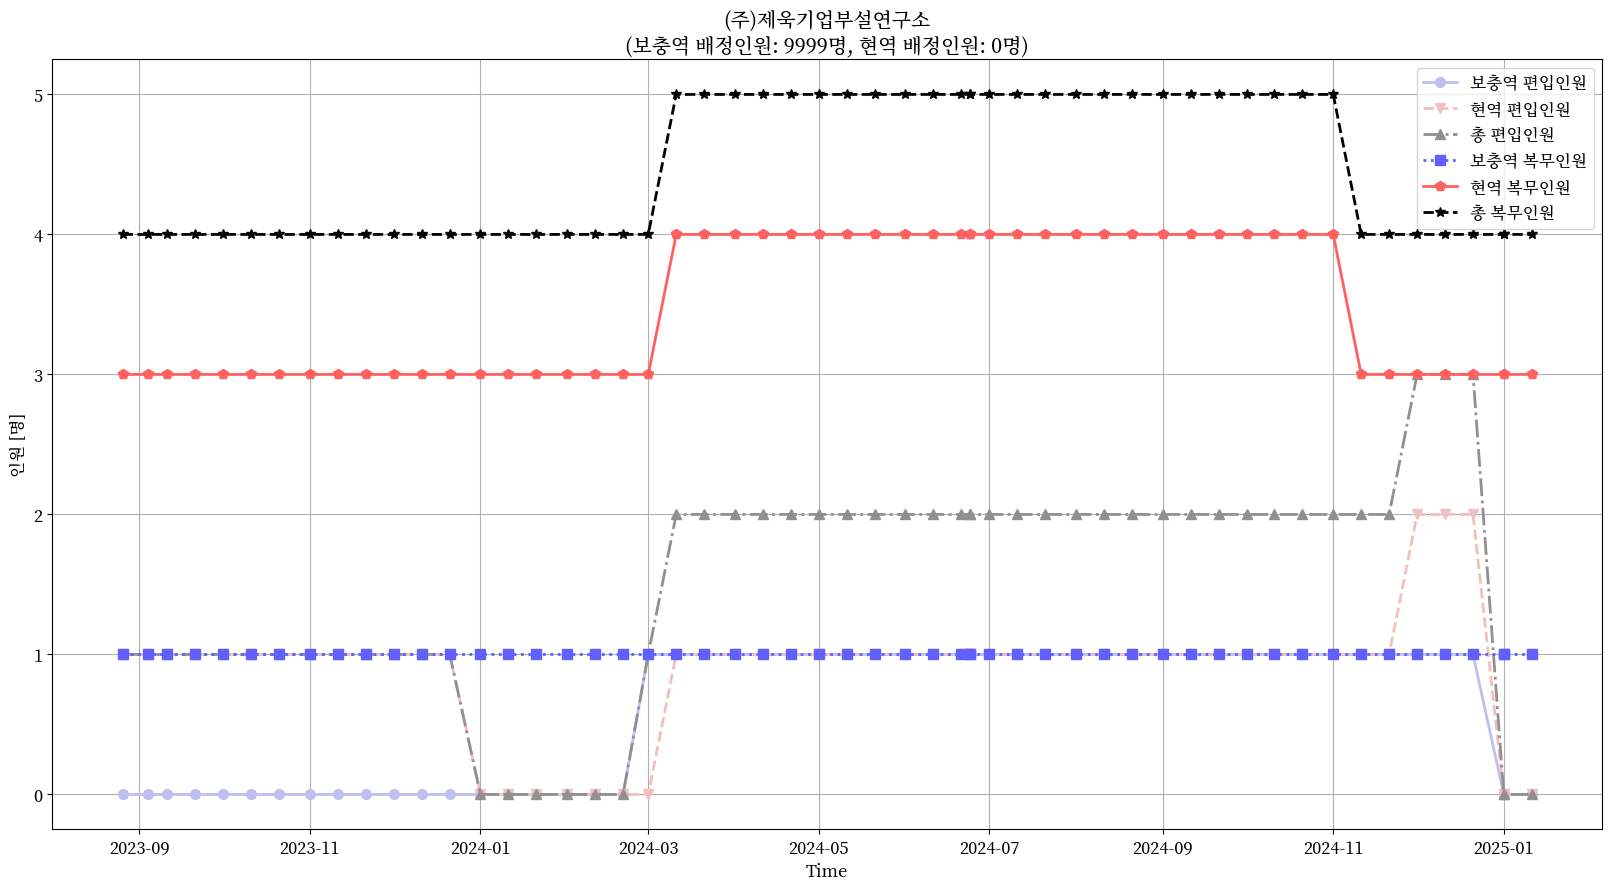 (주)제욱기업부설연구소
(보충역 배정인원: 9999명, 현역 배정인원: 0명)
보충역 편입인원
현역 편입인원
총 편입인원
보충역 복무인원
현역 복무인원
총 복무인원
인원 [명]
5
4
3
2
1
0
2023-09
2023-11
2024-01
2024-03
2024-05
2024-07
2024-09
2024-11
2025-01
Time